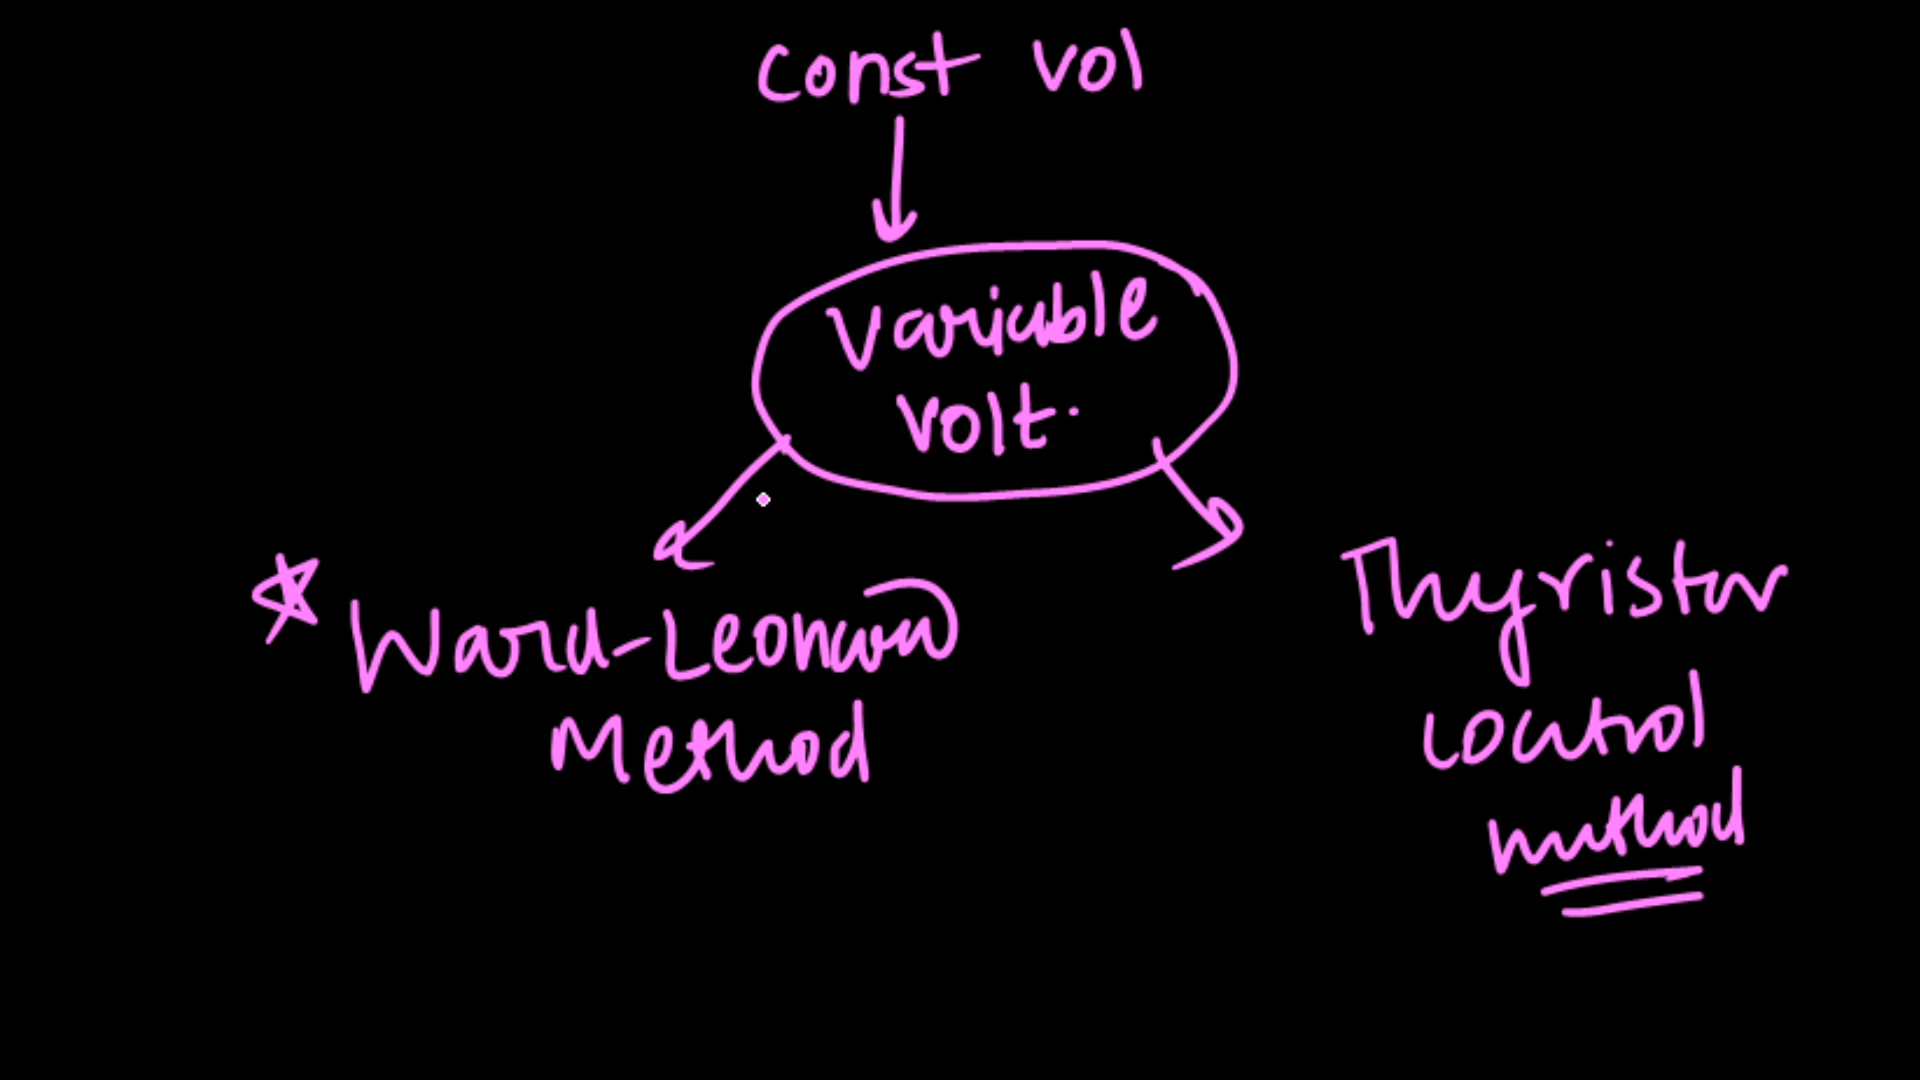 Const vol
Variable
volt.
Ward-Leonard
Method
Thyristor
control
method